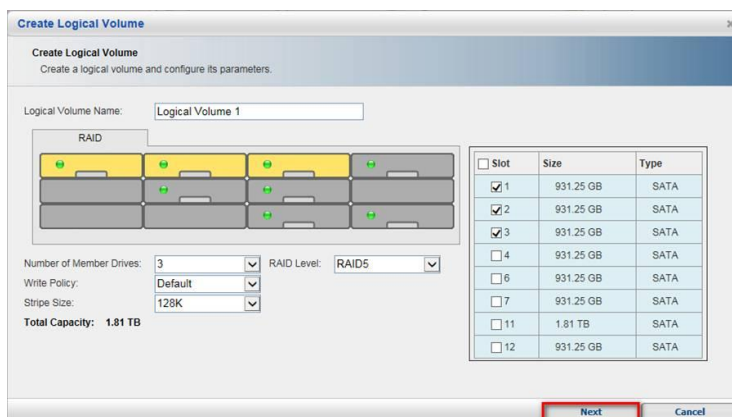 Create Logical Volume
Create Logical Volume
Create a logical volume and configure its parameters.
Logical Volume Name: Logical Volume 1
RAID
Number of Member Drives: 3 RAID Level: RAID5
Write Policy: Default
Stripe Size: 128K
Total Capacity: 1.81 TB
Slot Size Type
1 931.25 GB SATA
2 931.25 GB SATA
3 931.25 GB SATA
4 931.25 GB SATA
6 931.25 GB SATA
7 931.25 GB SATA
11 1.81 TB SATA
12 931.25 GB SATA
Next Cancel